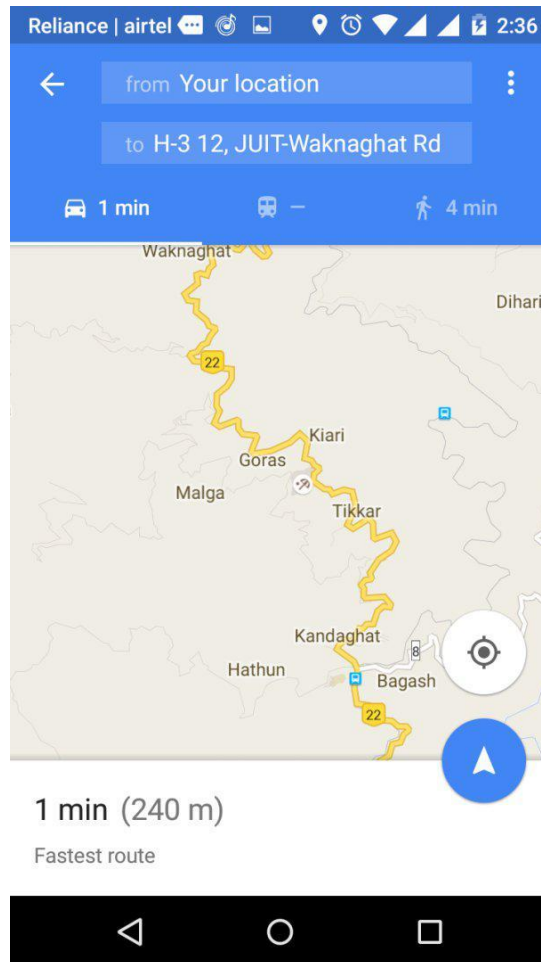 Reliance | airtel 2:36
from Your location
to H-3 12, JUIT-Waknaghat Rd
1 min – 4 min
Waknaghat
Dihari
22
Kiari
Goras
Malga
Tikkar
Kandaghat
8
Hathun
Bagash
22
1 min (240 m)
Fastest route